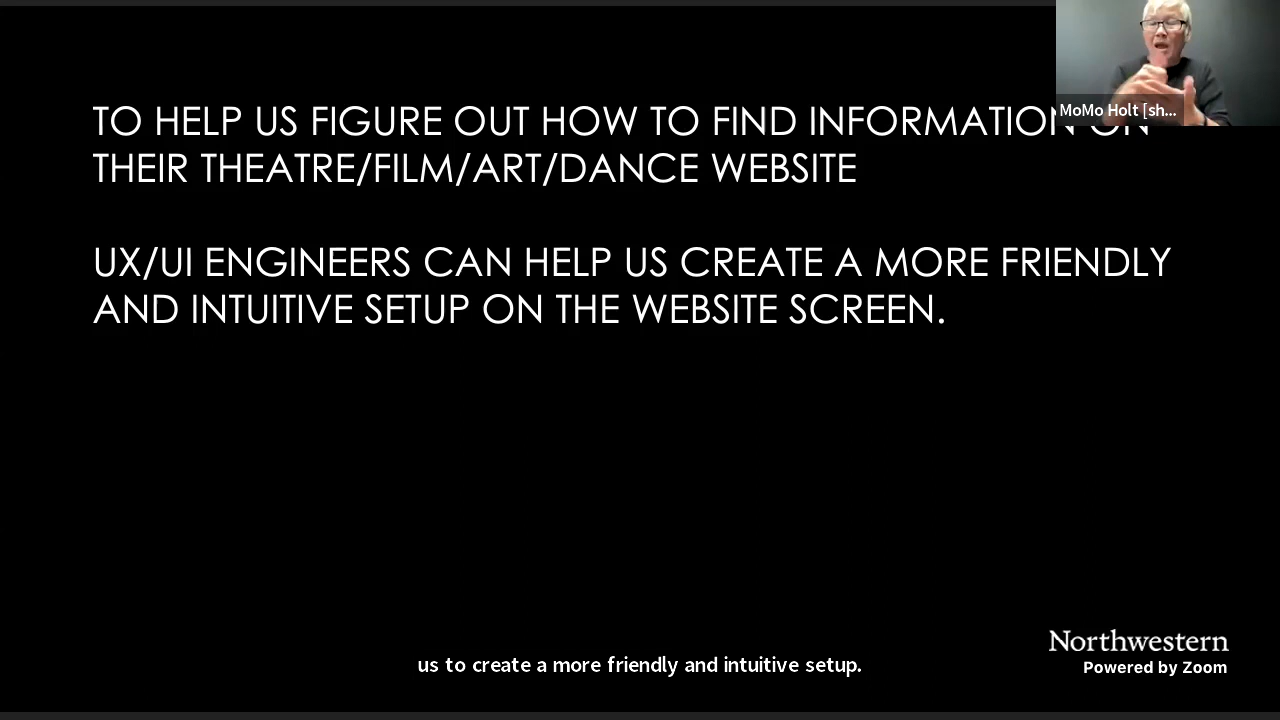 TO HELP US FIGURE OUT HOW TO FIND INFORMATION ON
THEIR THEATRE/FILM/ART/DANCE WEBSITE
UX/UI ENGINEERS CAN HELP US CREATE A MORE FRIENDLY
AND INTUITIVE SETUP ON THE WEBSITE SCREEN.
MoMo Holt [sh...
us to create a more friendly and intuitive setup.
Northwestern
Powered by Zoom